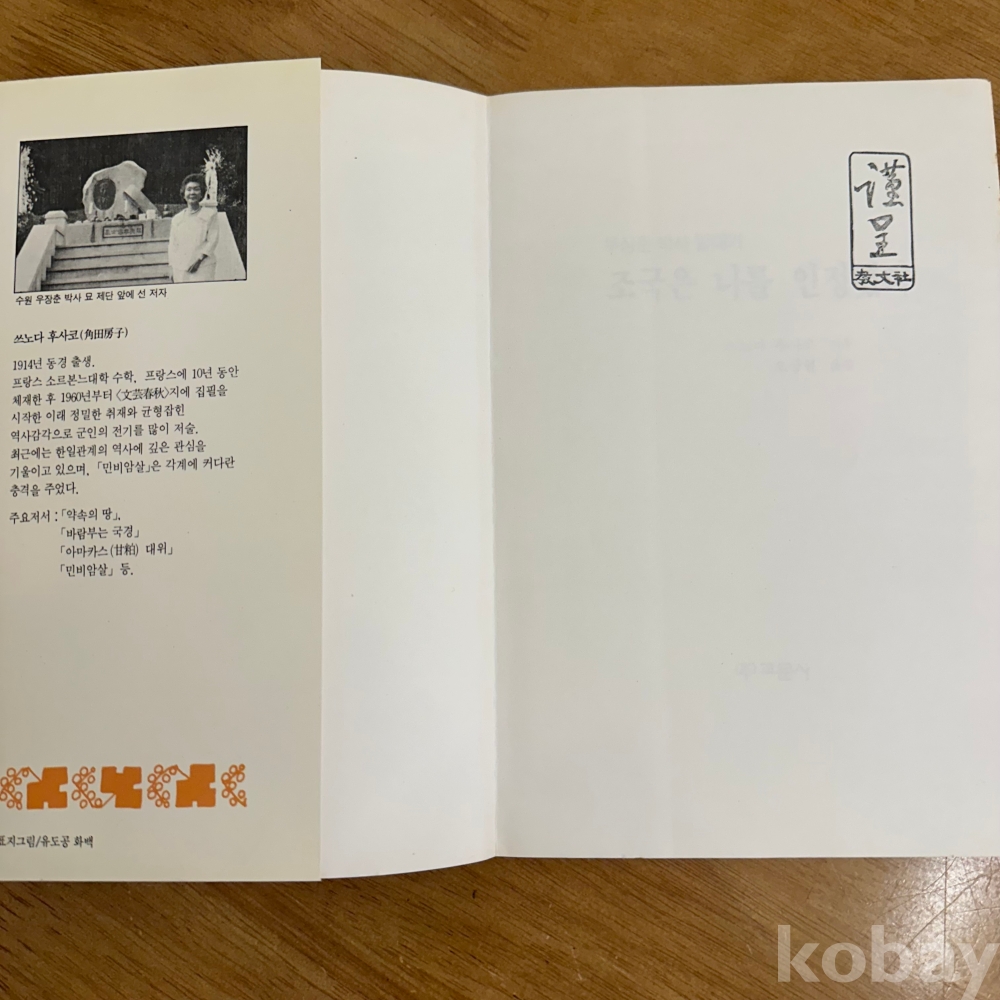 수원 우장춘 박사 묘 제단 앞에 선 저자
쓰노다 후사코(角田房子)
1914년 동경 출생.
프랑스 소르본느대학 수학. 프랑스에 10년 동안
체재한 후 1960년부터 〈文芸春秋〉지에 집필을
시작한 이래 정밀한 취재와 균형잡힌
역사감각으로 군인의 전기를 많이 저술.
최근에는 한일관계의 역사에 깊은 관심을
기울이고 있으며, 「민비암살」은 각계에 커다란
충격을 주었다.
주요저서 : 「약속의 땅」,
「바람부는 국경」
「아마카스(甘粕) 대위」
「민비암살」 등.
표지그림/유도공 화백
謹
呈
教文社
조국은 나를
kobay